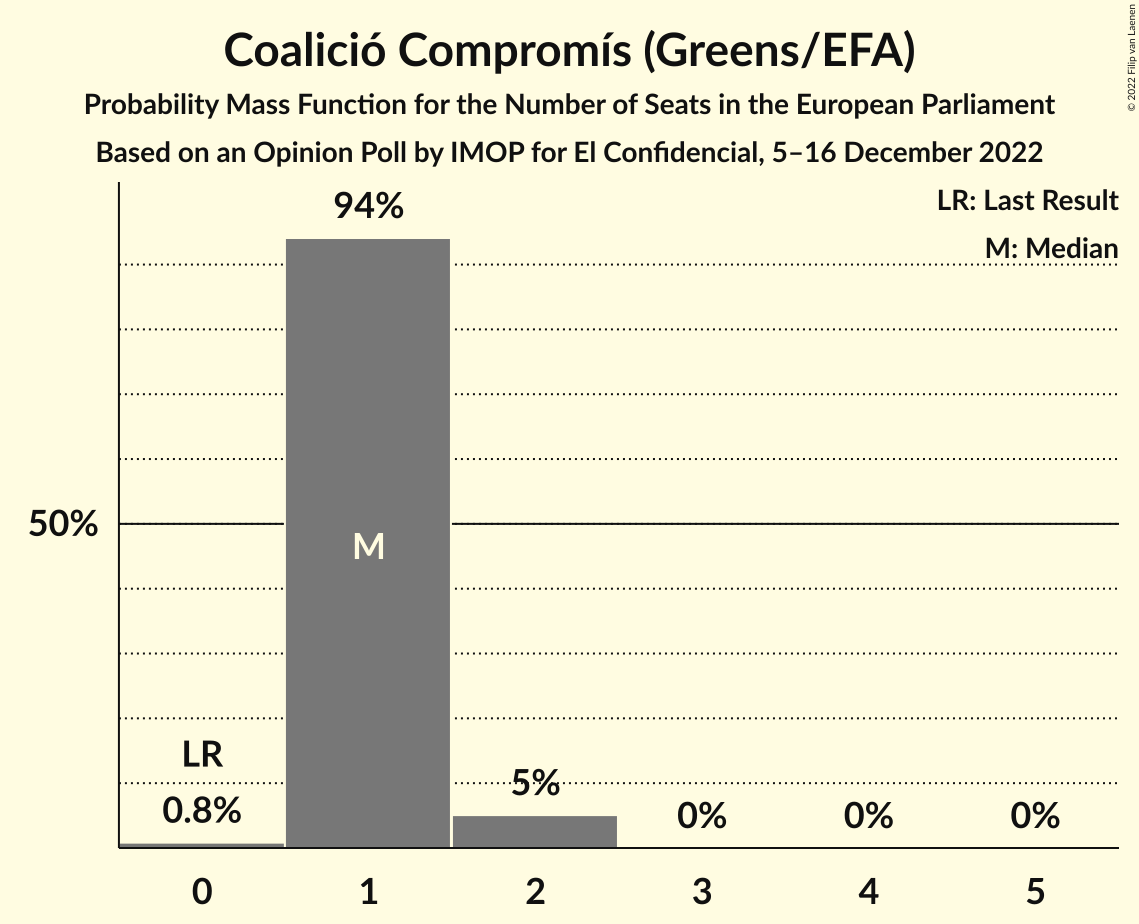 Coalició Compromís (Greens/EFA)
Probability Mass Function for the Number of Seats in the European Parliament
Based on an Opinion Poll by IMOP for El Confidencial, 5–16 December 2022
© 2022 Filip van Laenen
LR: Last Result
M: Median
94%
50%
M
LR
0.8%
5%
0%
0%
0%
0
1
2
3
4
5